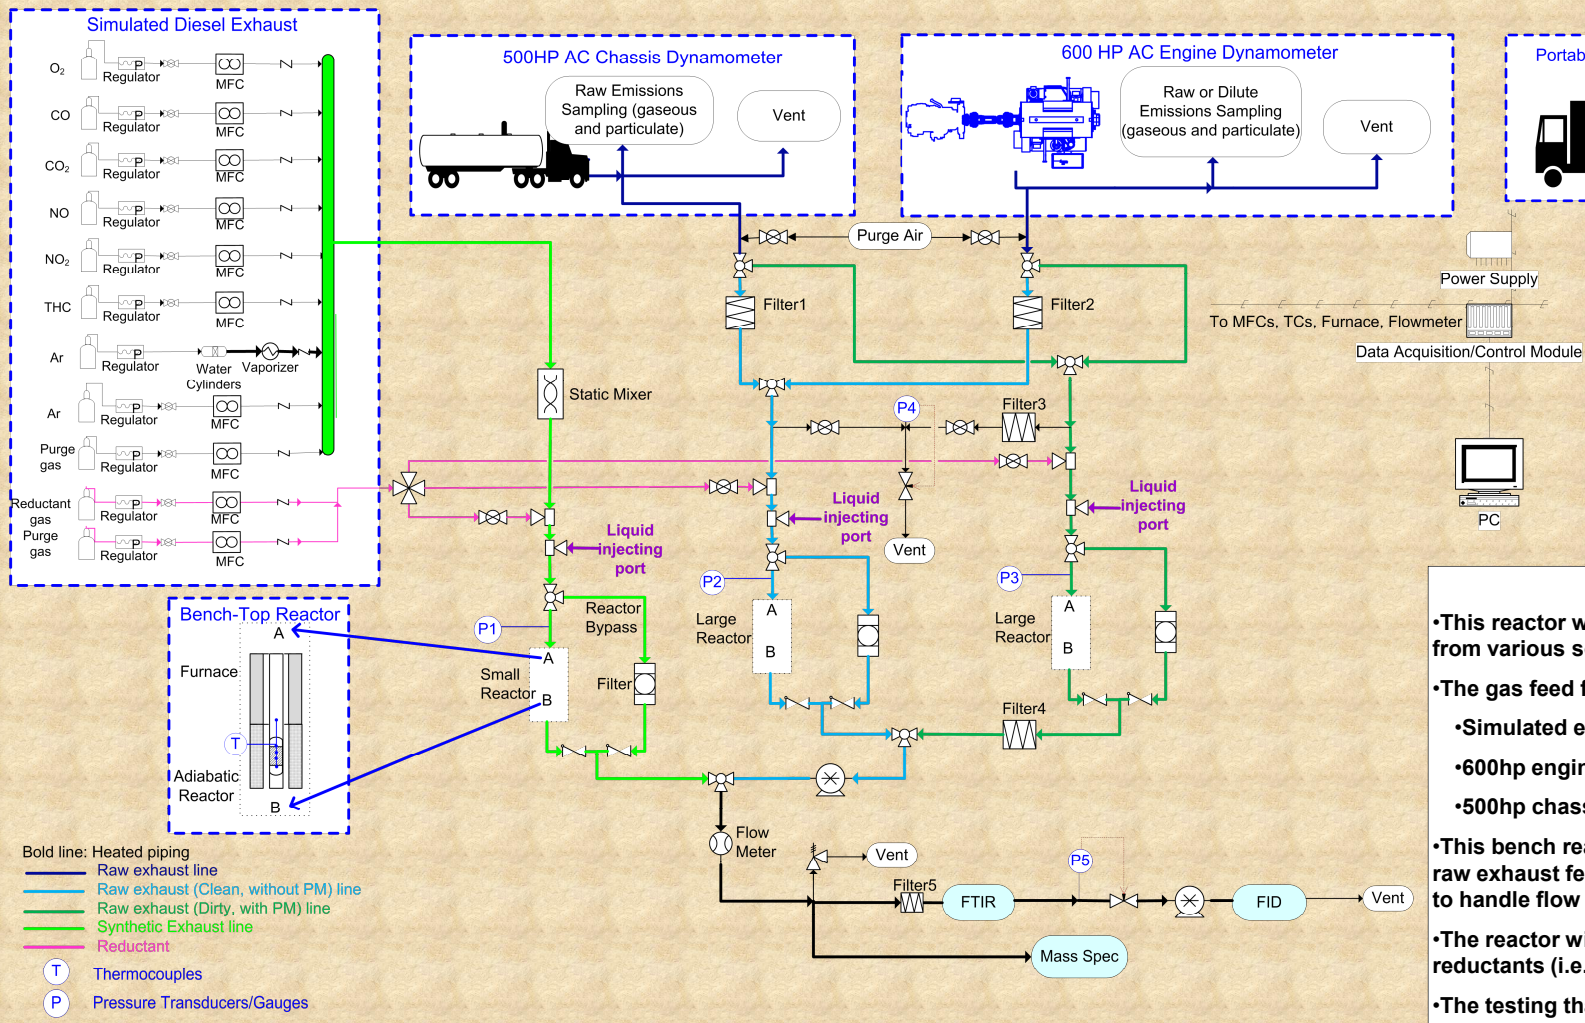 Simulated Diesel Exhaust
O2
Regulator
P
MFC
CO
Regulator
P
MFC
CO2
Regulator
P
MFC
NO
Regulator
P
MFC
NO2
Regulator
P
MFC
THC
Regulator
P
MFC
Ar
Regulator
P
Water
Cylinders
Vaporizer
Ar
Regulator
P
MFC
Purge
gas
Regulator
P
MFC
Reductant
gas
Regulator
P
MFC
Purge
gas
Regulator
P
MFC
500HP AC Chassis Dynamometer
Raw Emissions
Sampling (gaseous
and particulate)
Vent
600 HP AC Engine Dynamometer
Raw or Dilute
Emissions Sampling
(gaseous and particulate)
Vent
Portab
Purge Air
Filter1
Filter2
Power Supply
To MFCs, TCs, Furnace, Flowmeter
Data Acquisition/Control Module
PC
Static Mixer
P4
Filter3
Vent
Liquid
injecting
port
Liquid
injecting
port
Liquid
injecting
port
P1
P2
P3
Reactor
Bypass
Small
Reactor
A
B
Filter
Large
Reactor
A
B
Large
Reactor
A
B
Filter4
Bench-Top Reactor
A
Furnace
T
Adiabatic
Reactor
B
Flow
Meter
Vent
Filter5
FTIR
P5
FID
Vent
Mass Spec
Bold line: Heated piping
Raw exhaust line
Raw exhaust (Clean, without PM) line
Raw exhaust (Dirty, with PM) line
Synthetic Exhaust line
Reductant
T Thermocouples
P Pressure Transducers/Gauges
•This reactor w
from various s
•The gas feed f
•Simulated e
•600hp engin
•500hp chass
•This bench rea
raw exhaust fe
to handle flow
•The reactor wi
reductants (i.e.
•The testing tha